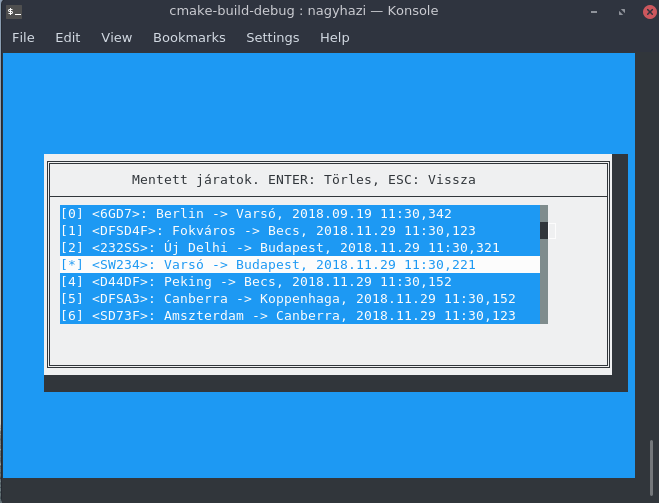 cmake-build-debug : nagyhazi — Konsole
File Edit View Bookmarks Settings Help
Mentett járatok. ENTER: Törles, ESC: Vissza
[0] <6GD7>: Berlin -> Varsó, 2018.09.19 11:30,342
[1] <DFSD4F>: Fokváros -> Becs, 2018.11.29 11:30,123
[2] <232SS>: Új Delhi -> Budapest, 2018.11.29 11:30,321
[*] <SW234>: Varsó -> Budapest, 2018.11.29 11:30,221
[4] <D44DF>: Peking -> Becs, 2018.11.29 11:30,152
[5] <DFSA3>: Canberra -> Koppenhaga, 2018.11.29 11:30,152
[6] <SD73F>: Amszterdam -> Canberra, 2018.11.29 11:30,123